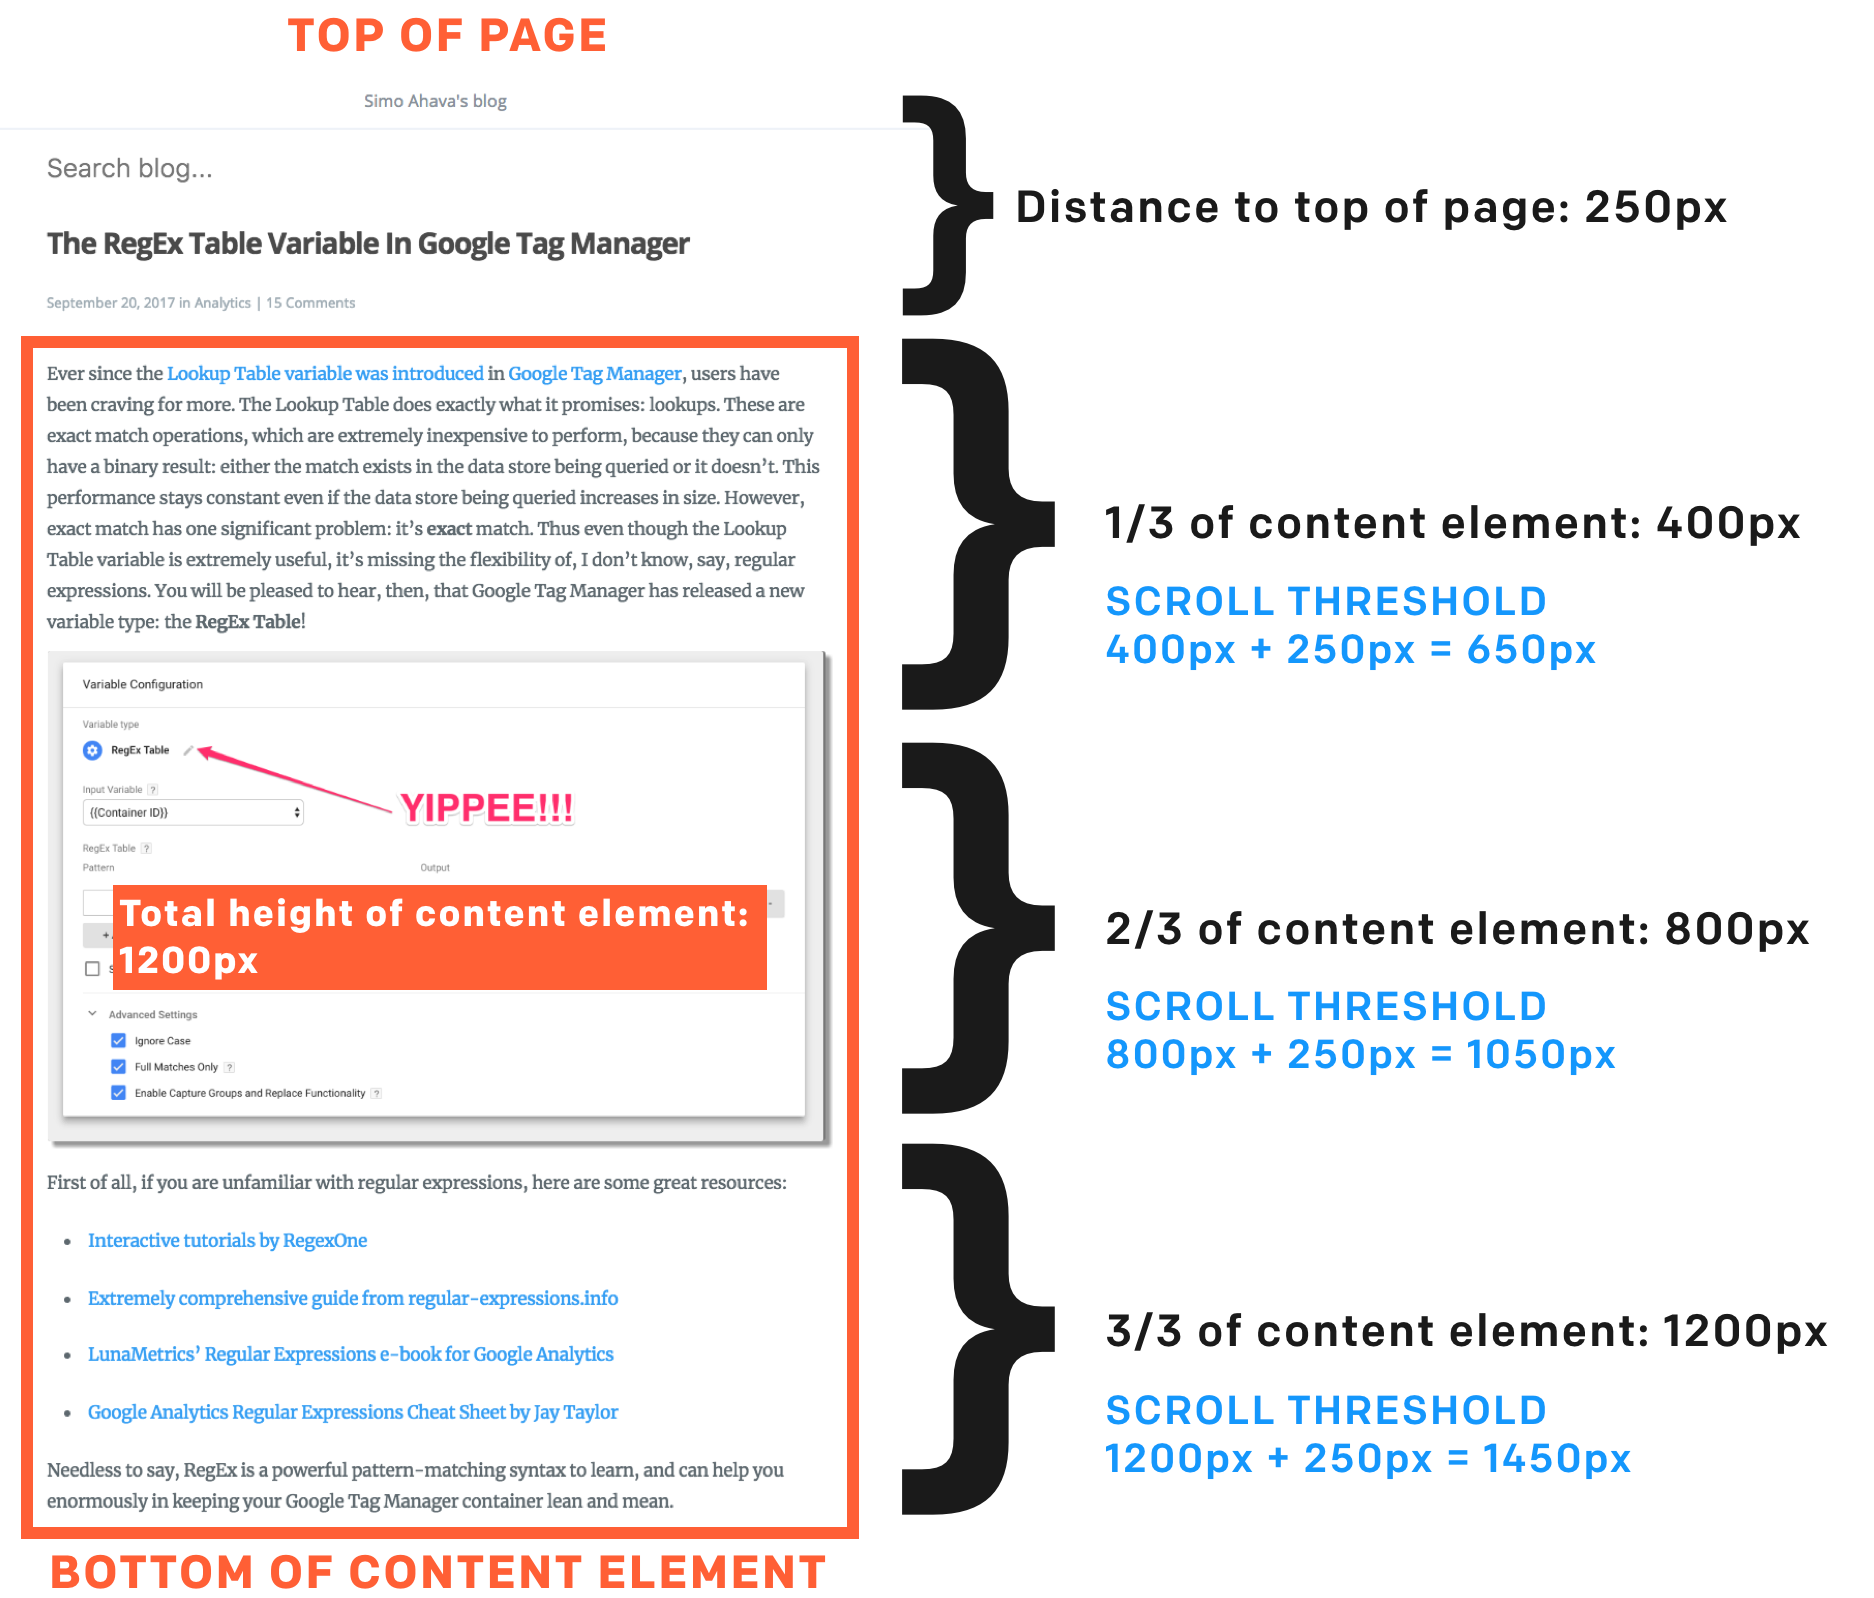 TOP OF PAGE
Simo Ahava's blog
Search blog...
The RegEx Table Variable In Google Tag Manager
September 20, 2017 in Analytics | 15 Comments
Distance to top of page: 250px
Ever since the Lookup Table variable was introduced in Google Tag Manager, users have
been craving for more. The Lookup Table does exactly what it promises: lookups. These are
exact match operations, which are extremely inexpensive to perform, because they can only
have a binary result: either the match exists in the data store being queried or it doesn’t. This
performance stays constant even if the data store being queried increases in size. However,
exact match has one significant problem: it’s exact match. Thus even though the Lookup
Table variable is extremely useful, it’s missing the flexibility of, I don’t know, say, regular
expressions. You will be pleased to hear, then, that Google Tag Manager has released a new
variable type: the RegEx Table!
1/3 of content element: 400px
SCROLL THRESHOLD
400px + 250px = 650px
Variable Configuration
Variable type
RegEx Table
Input Variable ?
{{Container ID}}
YIPPEE!!!
RegEx Table ?
Pattern Output
Total height of content element:
1200px
Advanced Settings
Ignore Case
Full Matches Only ?
Enable Capture Groups and Replace Functionality ?
2/3 of content element: 800px
SCROLL THRESHOLD
800px + 250px = 1050px
First of all, if you are unfamiliar with regular expressions, here are some great resources:
• Interactive tutorials by RegexOne
• Extremely comprehensive guide from regular-expressions.info
• LunaMetrics’ Regular Expressions e-book for Google Analytics
• Google Analytics Regular Expressions Cheat Sheet by Jay Taylor
Needless to say, RegEx is a powerful pattern-matching syntax to learn, and can help you
enormously in keeping your Google Tag Manager container lean and mean.
3/3 of content element: 1200px
SCROLL THRESHOLD
1200px + 250px = 1450px
BOTTOM OF CONTENT ELEMENT